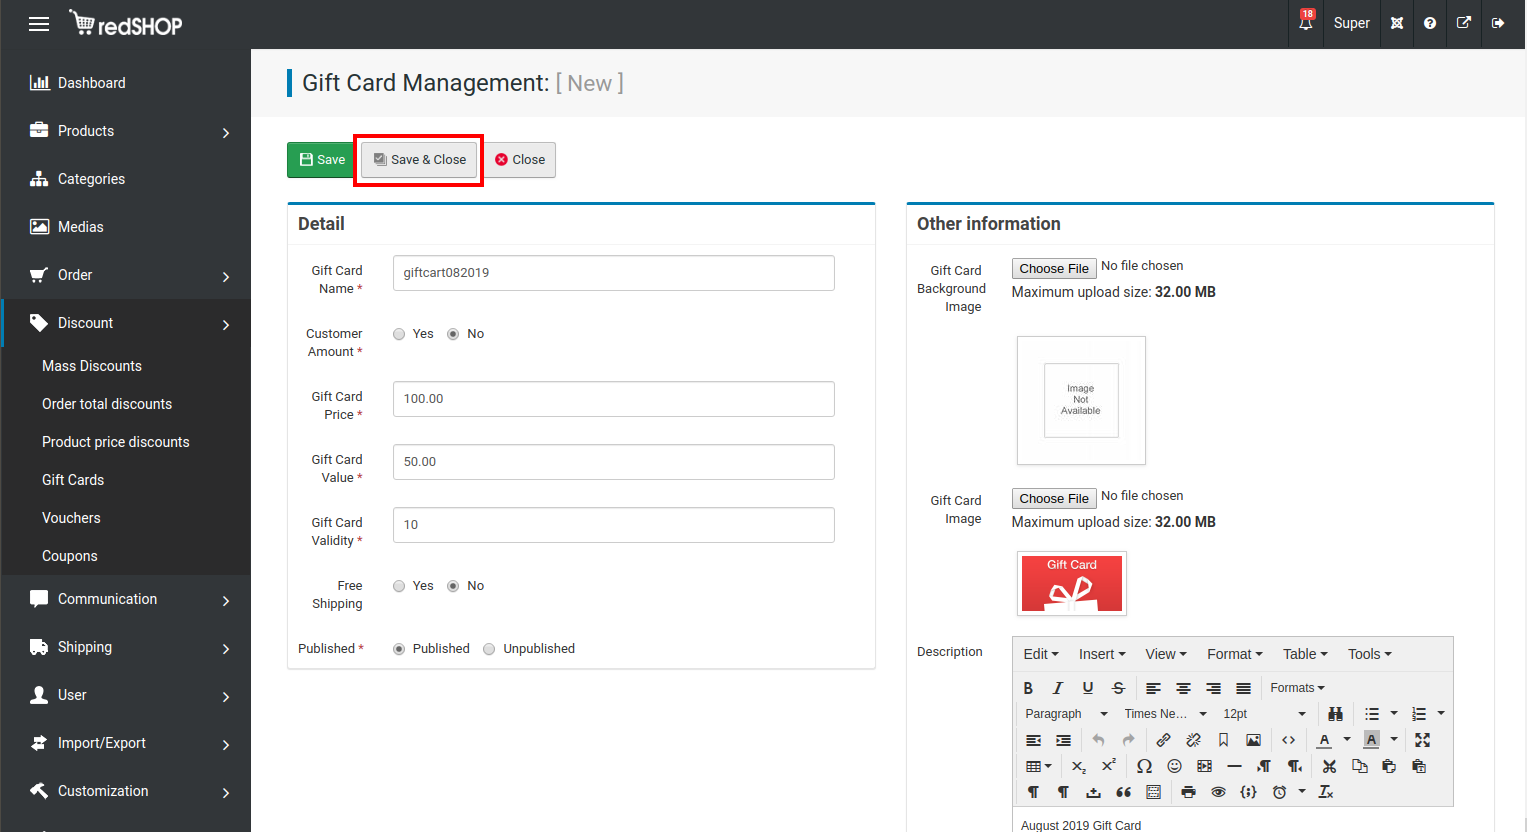 redSHOP
18
Super
Dashboard
Products
Categories
Medias
Order
Discount
Mass Discounts
Order total discounts
Product price discounts
Gift Cards
Vouchers
Coupons
Communication
Shipping
User
Import/Export
Customization
Gift Card Management: [ New ]
Save
Save & Close
Close
Detail
Gift Card
Name *
giftcart082019
Customer
Amount *
Yes
No
Gift Card
Price *
100.00
Gift Card
Value *
50.00
Gift Card
Validity *
10
Free
Shipping
Yes
No
Published *
Published
Unpublished
Other information
Gift Card
Background
Image
Choose File No file chosen
Maximum upload size: 32.00 MB
Image
Not
Available
Gift Card
Image
Choose File No file chosen
Maximum upload size: 32.00 MB
Gift Card
Description
Edit Insert View Format Table Tools
Formats
Paragraph Times Ne... 12pt
August 2019 Gift Card